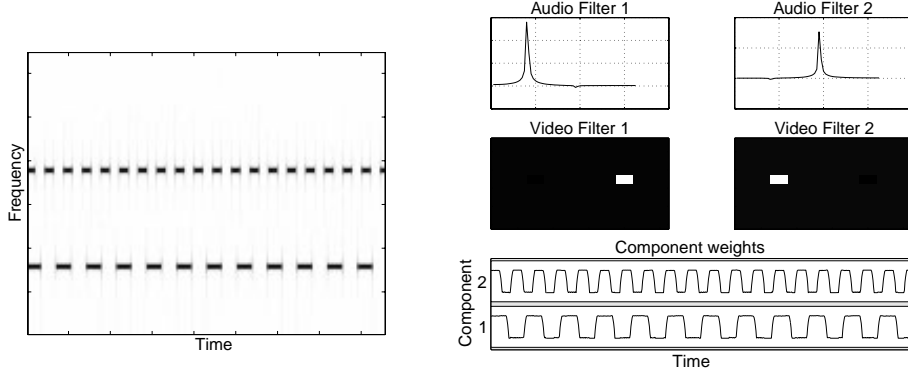 Frequency
Time
Audio Filter 1
Audio Filter 2
Video Filter 1
Video Filter 2
Component weights
Component
2
1
Time